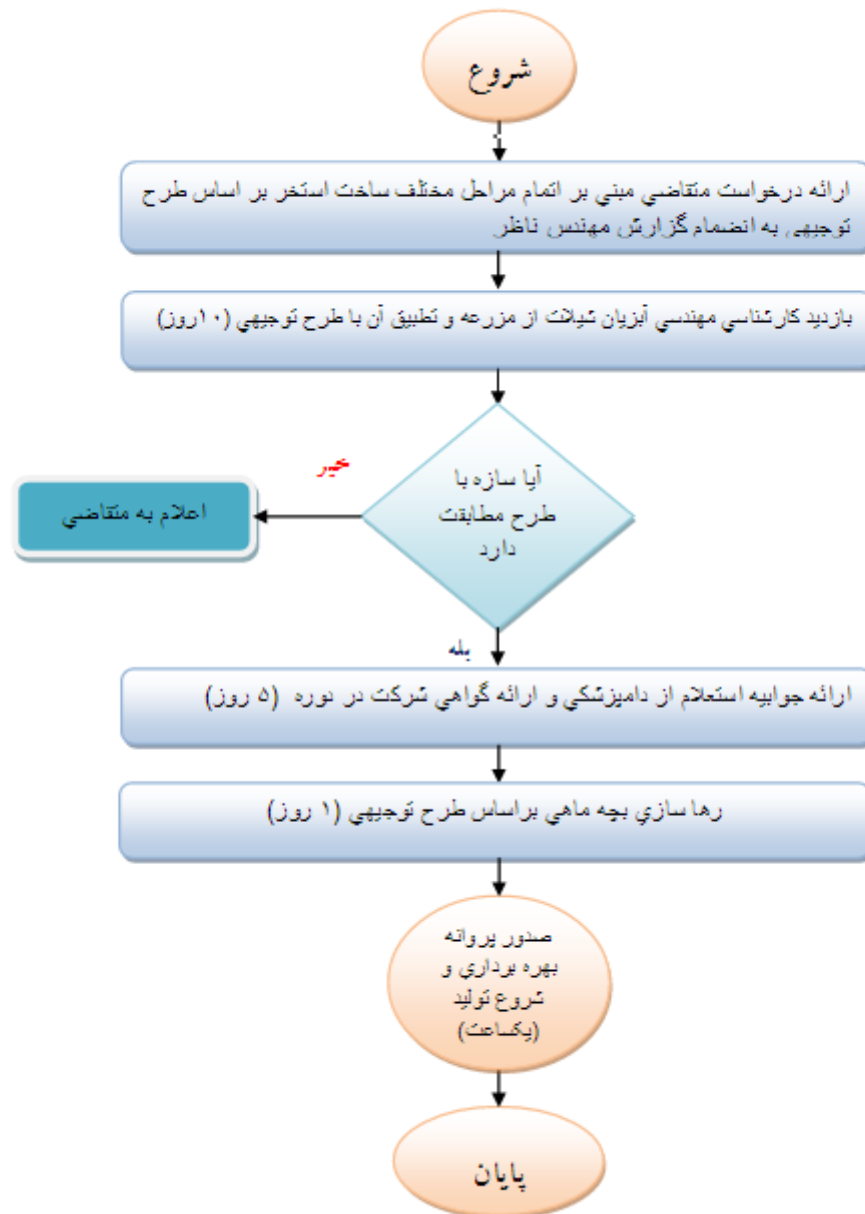 شروع
ارائه درخواست متقاضي مبني بر اتمام مراحل مختلف ساخت استخر بر اساس طرح
توجيهي به انضمام گزارش مهندس ناظر
بازديد كارشناسي مهندسي آبزيان شيلات از مزرعه و تطبيق آن با طرح توجيهي (۱۰روز)
آيا سازه با
طرح مطابقت
دارد
خير
اعلام به متقاضي
بله
ارائه جوابيه استعلام از دامپزشكي و ارائه گواهي شركت در دوره (۵ روز)
رها سازي بچه ماهي براساس طرح توجيهي (۱ روز)
صدور پروانه
بهره برداري و
شروع توليد
(يكساعت)
پايان